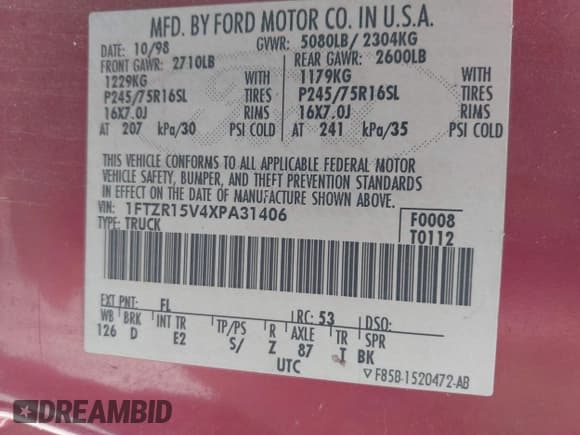 MFD. BY FORD MOTOR CO. IN U.S.A.
DATE: 10/98 GVWR: 5080LB/ 2304KG
FRONT GAWR: 2710LB REAR GAWR: 2600LB
1229KG WITH 1179KG WITH
P245/75R16SL TIRES P245/75R16SL TIRES
16X7.0J RIMS 16X7.0J RIMS
AT 207 kPa/30 PSI COLD AT 241 kPa/35 PSI COLD
THIS VEHICLE CONFORMS TO ALL APPLICABLE FEDERAL MOTOR
VEHICLE SAFETY, BUMPER, AND THEFT PREVENTION STANDARDS
IN EFFECT ON THE DATE OF MANUFACTURE SHOWN ABOVE.
VIN: 1FTZR15V4XPA31406 F0008
TYPE: TRUCK T0112
EXT PNT: FL RC: 53 DSO:
WB BRK INT TR TP/PS R AXLE TR SPR
126 D E2 S/ Z 87 T BK
UTC ▽F85B-1520472-AB
DREAMBID